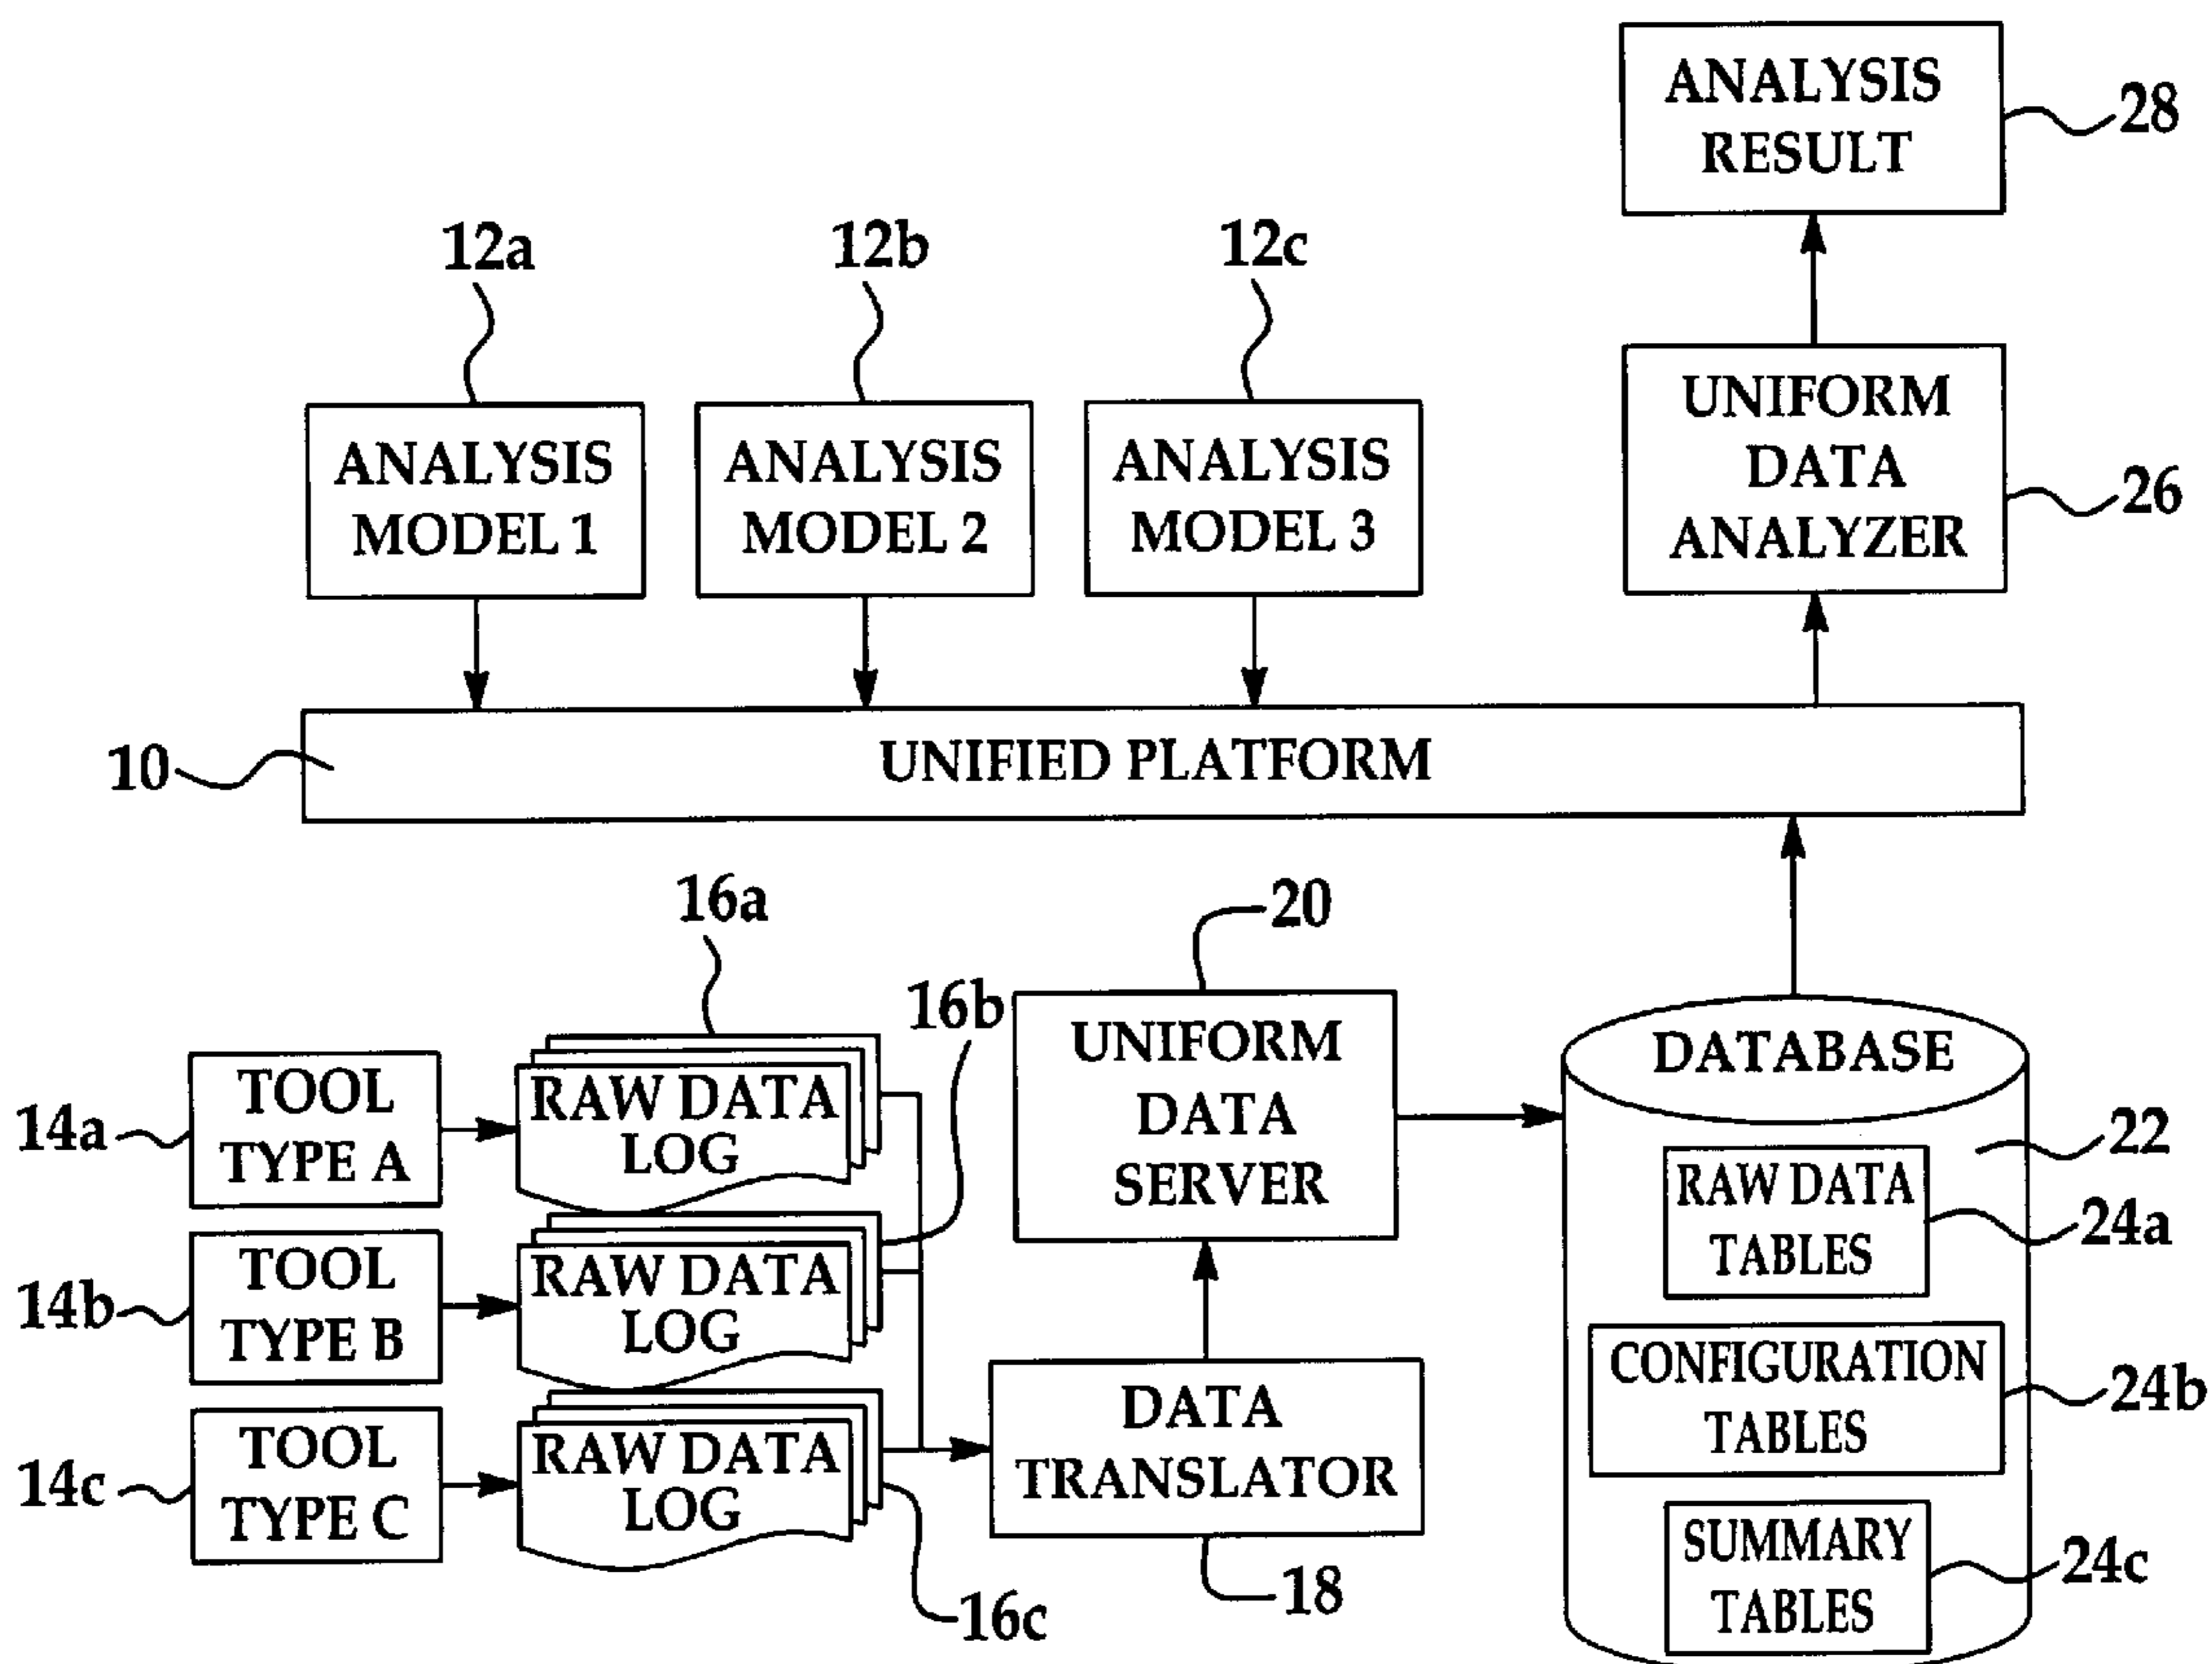 ANALYSIS
RESULT
28
12a
12b
12c
ANALYSIS
MODEL 1
ANALYSIS
MODEL 2
ANALYSIS
MODEL 3
UNIFORM
DATA
ANALYZER
26
10
UNIFIED PLATFORM
16a
16b
20
TOOL
TYPE A
14a
RAW DATA
LOG
UNIFORM
DATA
SERVER
DATABASE
22
RAW DATA
TABLES
24a
14b
TOOL
TYPE B
RAW DATA
LOG
CONFIGURATION
TABLES
24b
14c
TOOL
TYPE C
RAW DATA
LOG
DATA
TRANSLATOR
SUMMARY
TABLES
24c
16c
18